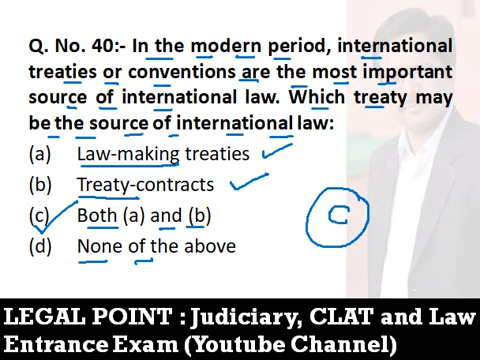 Q. No. 40:- In the modern period, international
treaties or conventions are the most important
source of international law. Which treaty may
be the source of international law:
(a) Law-making treaties
(b) Treaty-contracts
(c) Both (a) and (b)
(d) None of the above
C
LEGAL POINT : Judiciary, CLAT and Law
Entrance Exam (Youtube Channel)